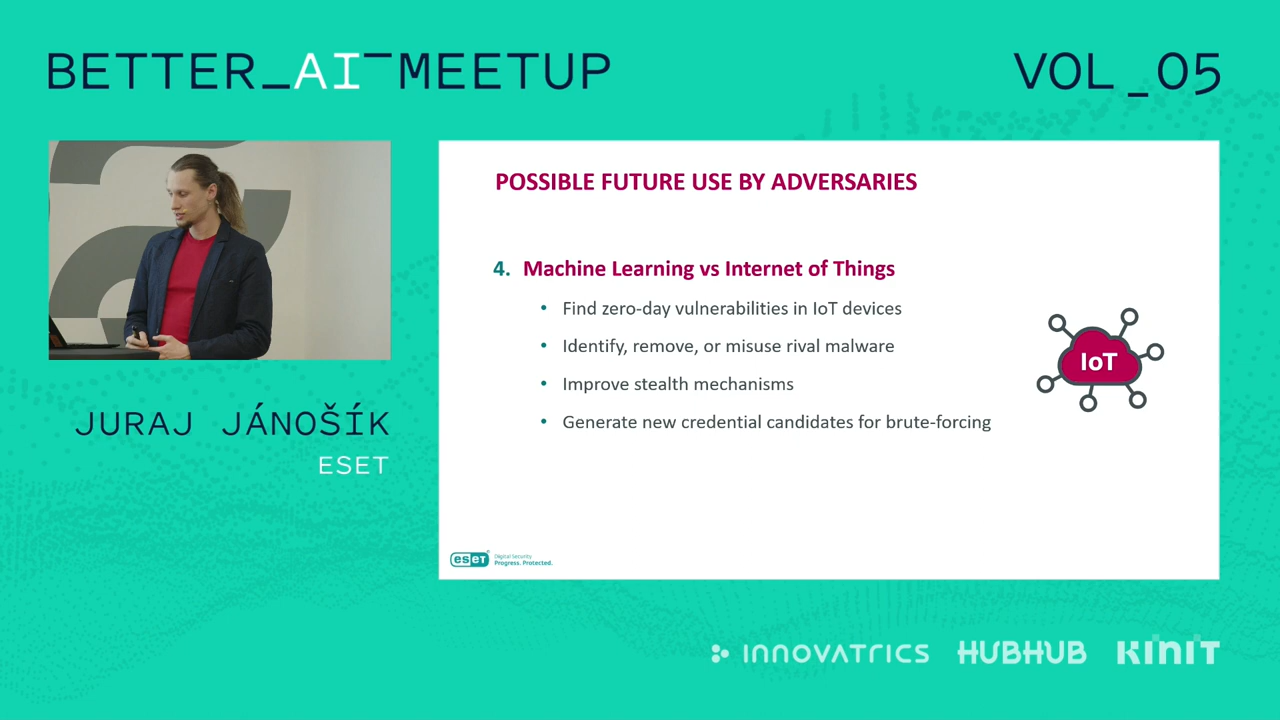 BETTER_AI¯MEETUP
VOL_05
POSSIBLE FUTURE USE BY ADVERSARIES
4. Machine Learning vs Internet of Things
• Find zero-day vulnerabilities in IoT devices
• Identify, remove, or misuse rival malware
• Improve stealth mechanisms
• Generate new credential candidates for brute-forcing
IoT
JURAJ JÁNOŠÍK
ESET
eset
Digital Security
Progress. Protected.
INNOVATRICS HUBHUB KINIT